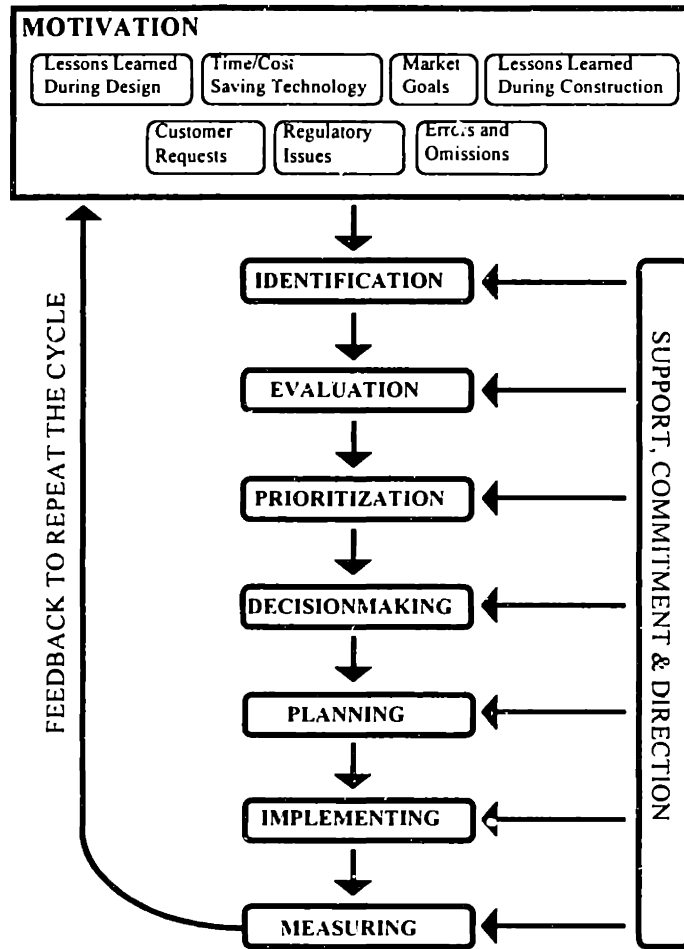 MOTIVATION
Lessons Learned
During Design
Time/Cost
Saving Technology
Market
Goals
Lessons Learned
During Construction
Customer
Requests
Regulatory
Issues
Errors and
Omissions
IDENTIFICATION
EVALUATION
PRIORITIZATION
DECISIONMAKING
PLANNING
IMPLEMENTING
MEASURING
FEEDBACK TO REPEAT THE CYCLE
SUPPORT, COMMITMENT & DIRECTION